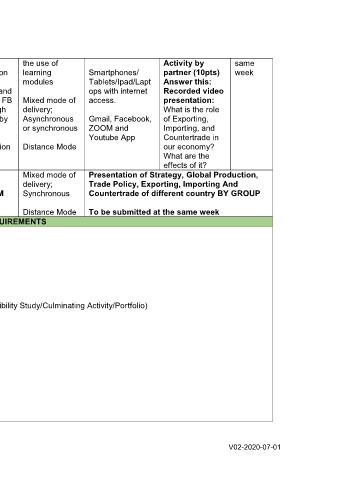 the use of
learning
modules
Mixed mode of
delivery;
Asynchronous
or synchronous
Distance Mode
Smartphones/
Tablets/Ipad/Lapt
ops with internet
access.
Gmail, Facebook,
ZOOM and
Youtube App
Activity by
partner (10pts)
Answer this:
Recorded video
presentation:
What is the role
of Exporting,
Importing, and
Countertrade in
our economy?
What are the
effects of it?
same
week
on
and
FB
gh
by
ion
M
Mixed mode of
delivery;
Synchronous
Distance Mode
Presentation of Strategy, Global Production,
Trade Policy, Exporting, Importing And
Countertrade of different country BY GROUP
To be submitted at the same week
UIREMENTS
ibility Study/Culminating Activity/Portfolio)
V02-2020-07-01